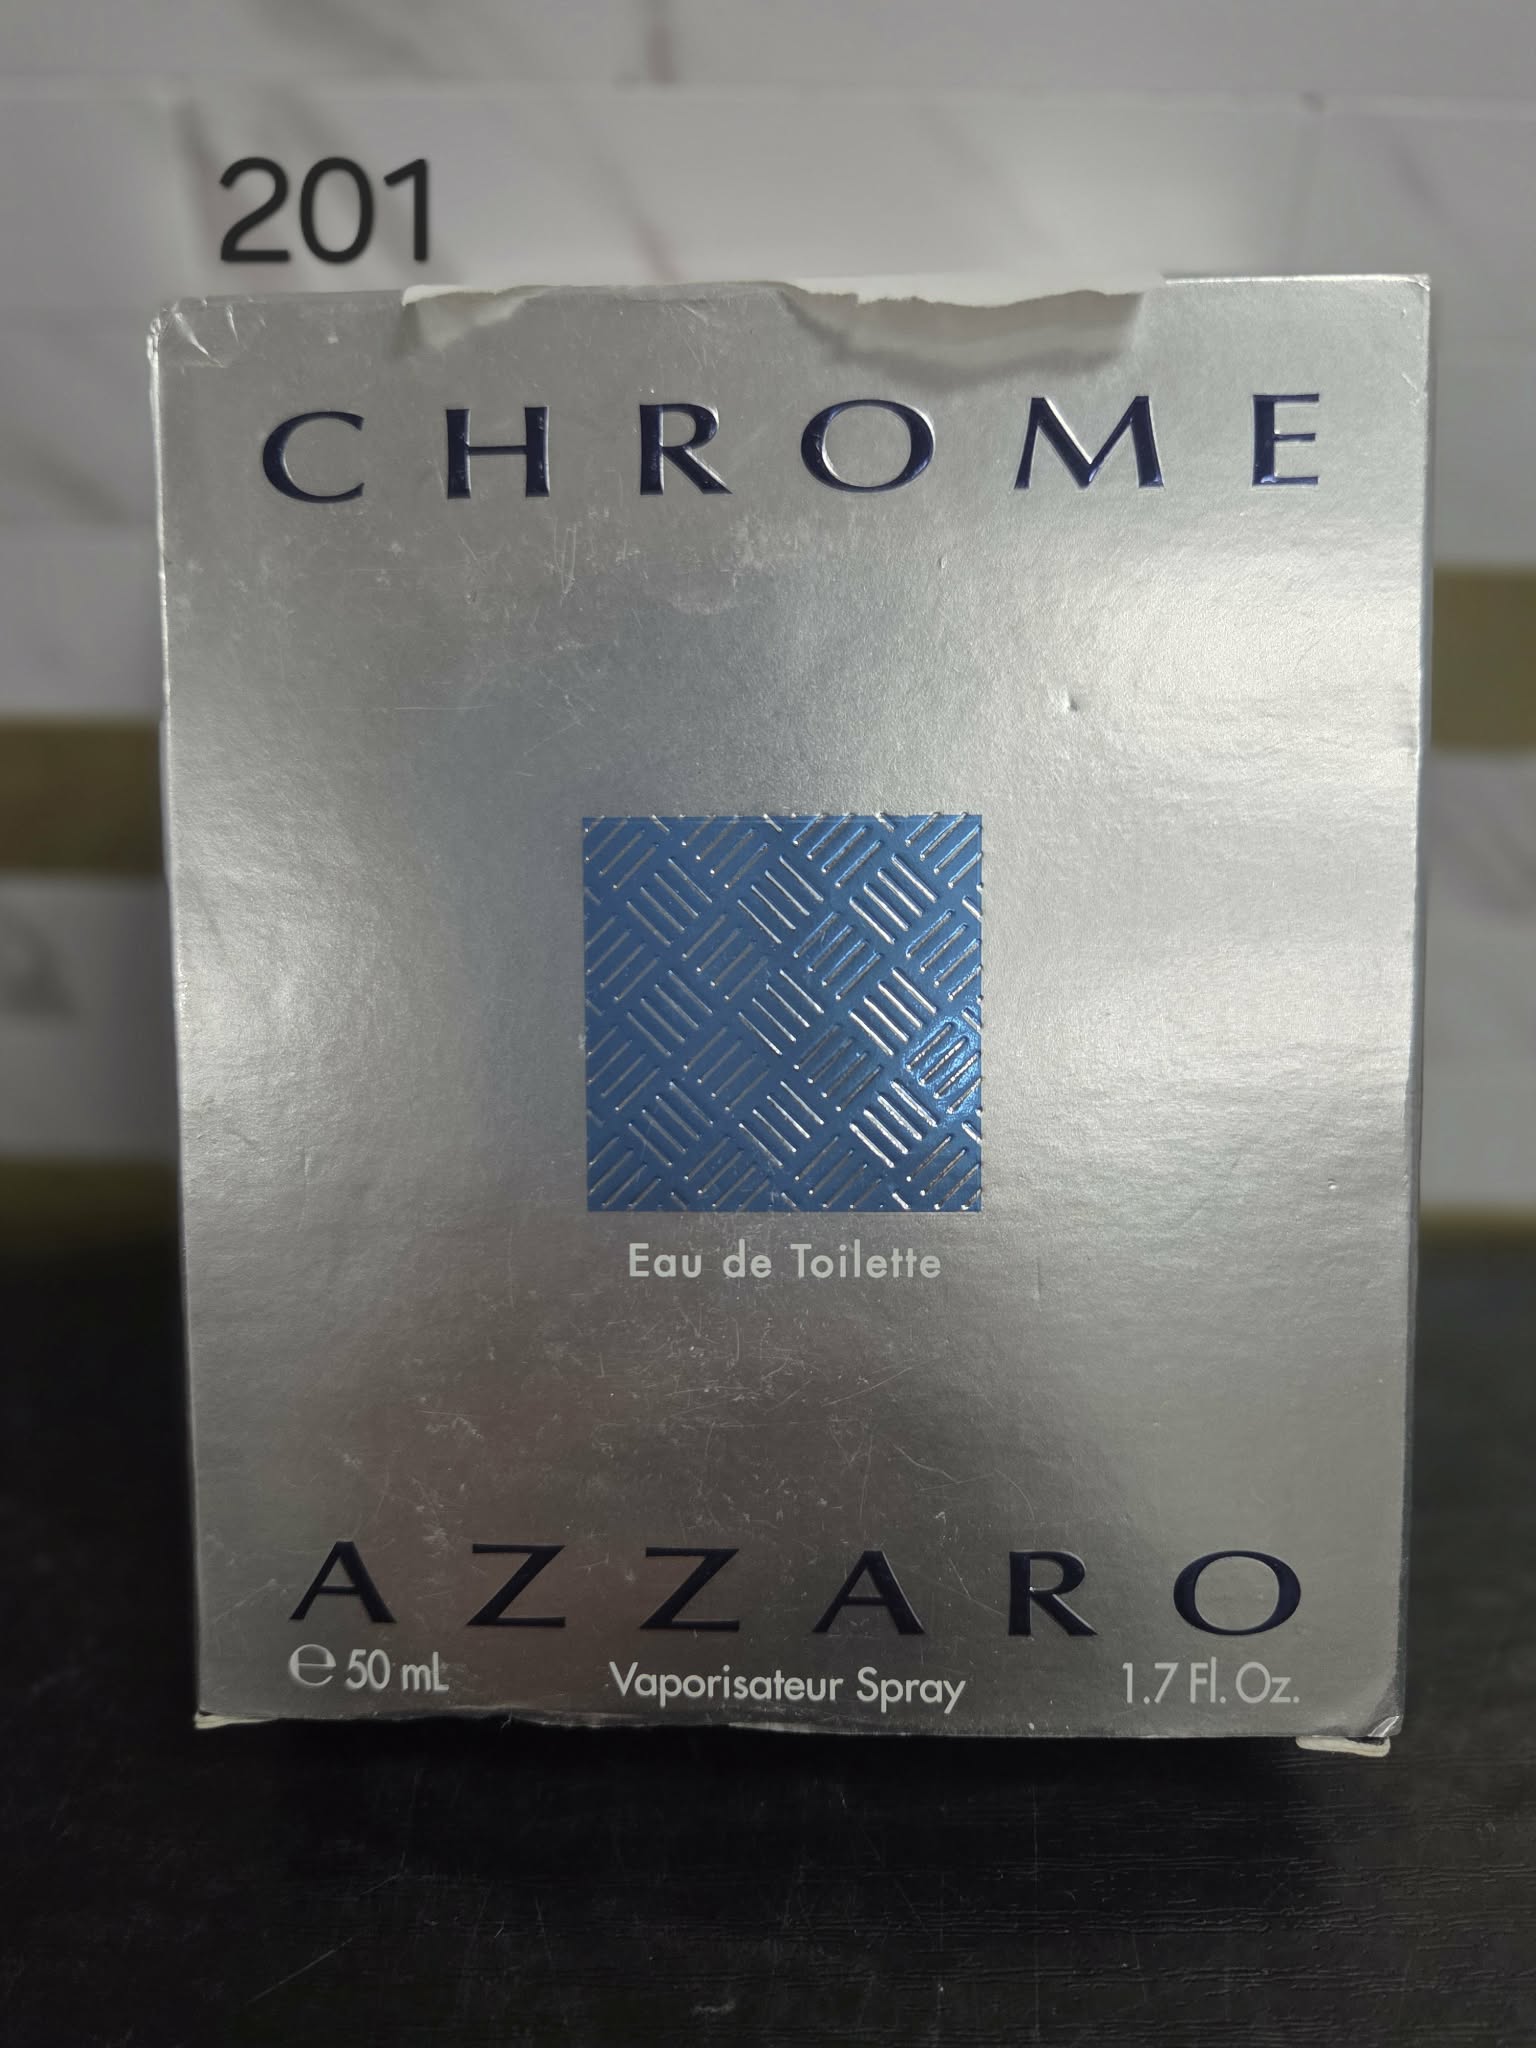 201
CHROME
Eau de Toilette
AZZARO
℮ 50 mL Vaporisateur Spray 1.7 Fl. Oz.